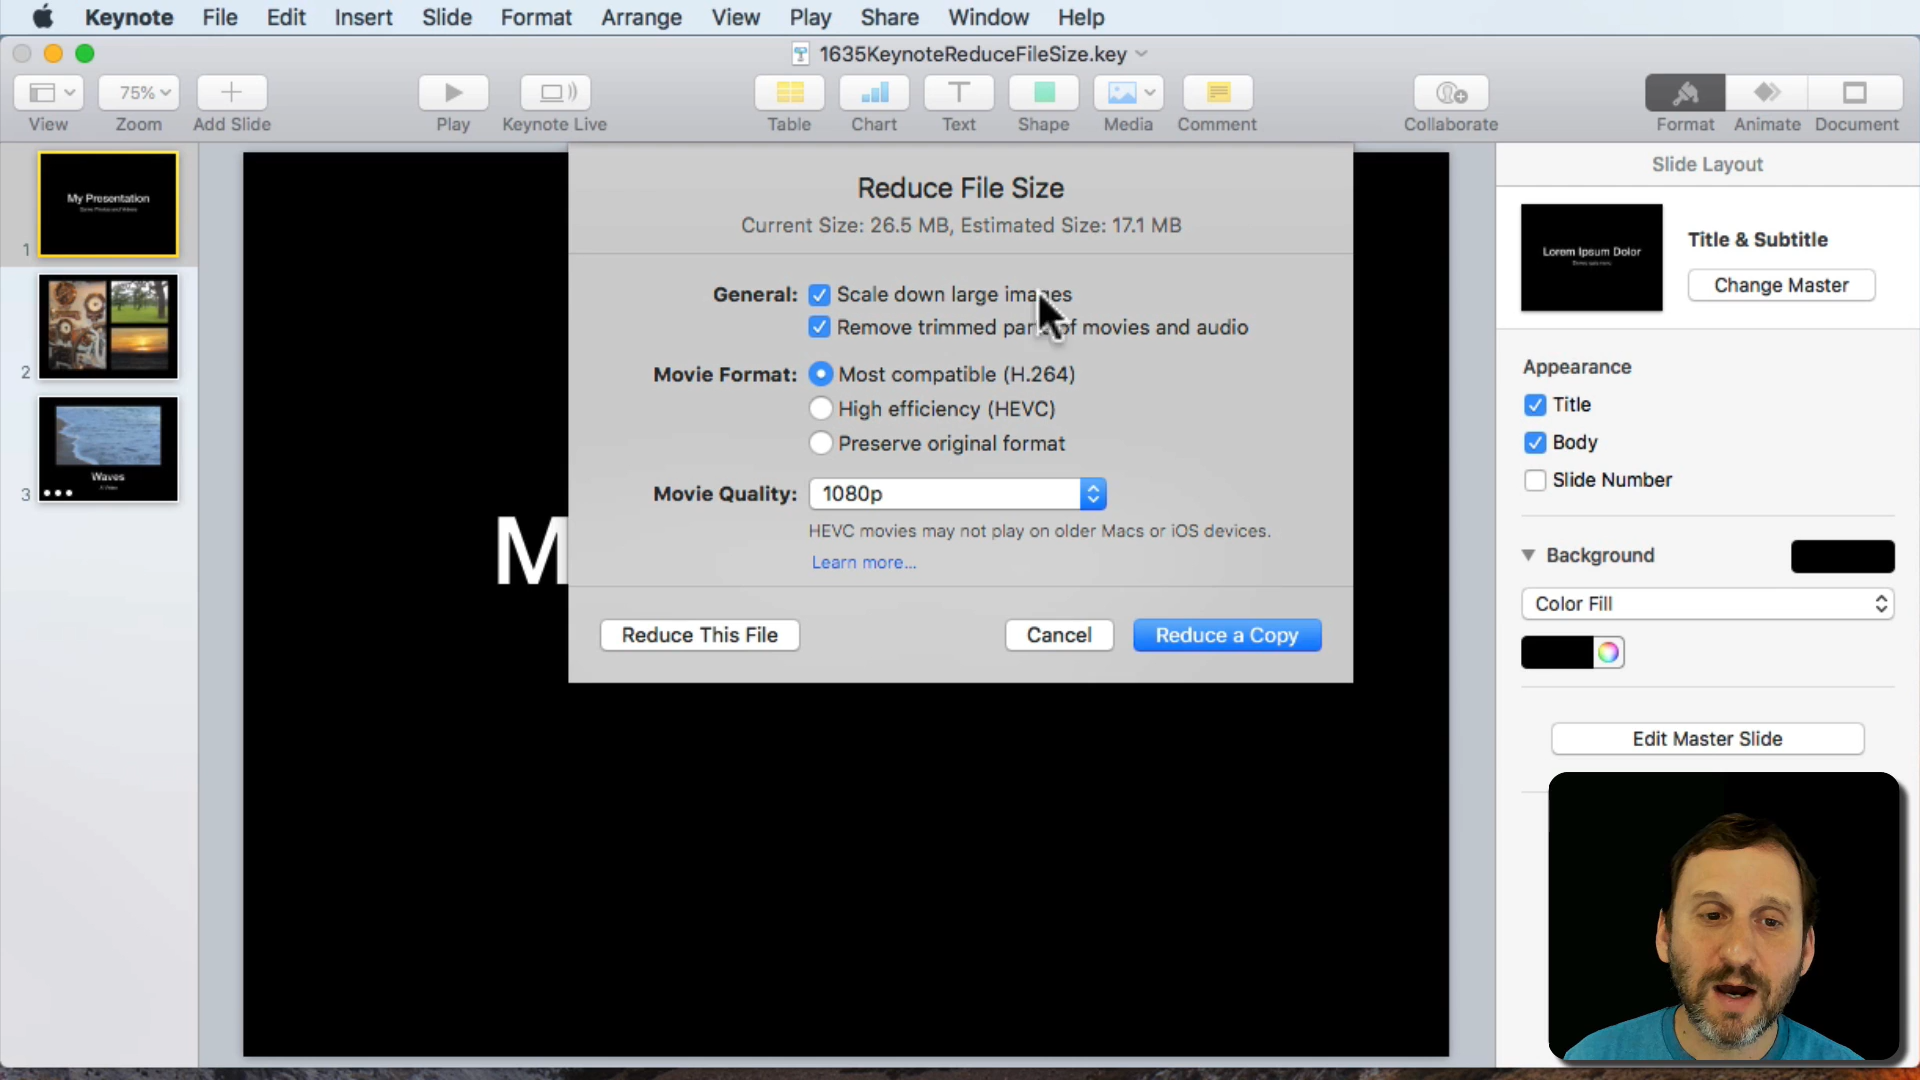 Keynote File Edit Insert Slide Format Arrange View Play Share Window Help
1635KeynoteReduceFileSize.key
75%
View Zoom Add Slide Play Keynote Live Table Chart Text Shape Media Comment Collaborate Format Animate Document
My Presentation
1
2
Waves
A Video
3
M
Reduce File Size
Current Size: 26.5 MB, Estimated Size: 17.1 MB
General: Scale down large images
Remove trimmed parts of movies and audio
Movie Format: Most compatible (H.264)
High efficiency (HEVC)
Preserve original format
Movie Quality: 1080p
HEVC movies may not play on older Macs or iOS devices.
Learn more...
Reduce This File Cancel Reduce a Copy
Slide Layout
Lorem Ipsum Dolor
Title & Subtitle
Change Master
Appearance
Title
Body
Slide Number
Background
Color Fill
Edit Master Slide